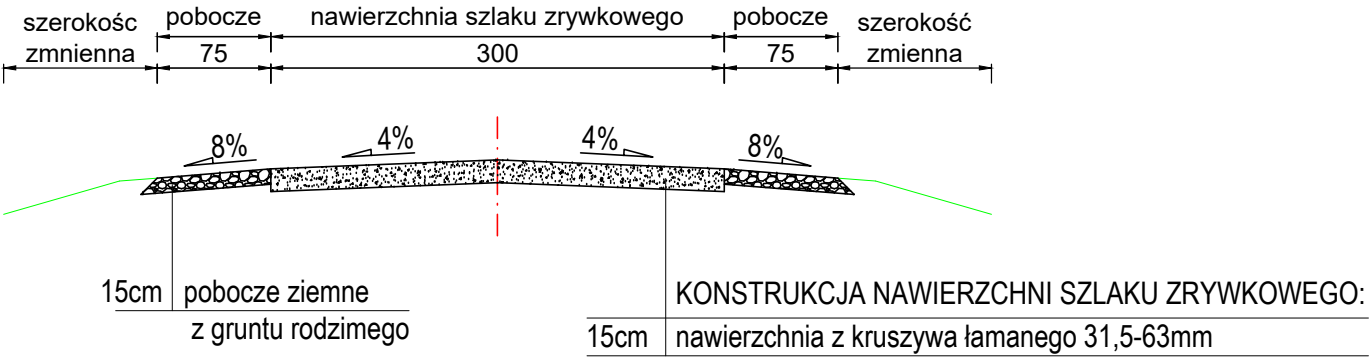 szerokośc
zmnienna
pobocze
nawierzchnia szlaku zrywkowego
pobocze
szerokość
zmienna
75
300
75
8%
4%
4%
8%
15cm pobocze ziemne
z gruntu rodzimego
KONSTRUKCJA NAWIERZCHNI SZLAKU ZRYWKOWEGO:
15cm nawierzchnia z kruszywa łamanego 31,5-63mm